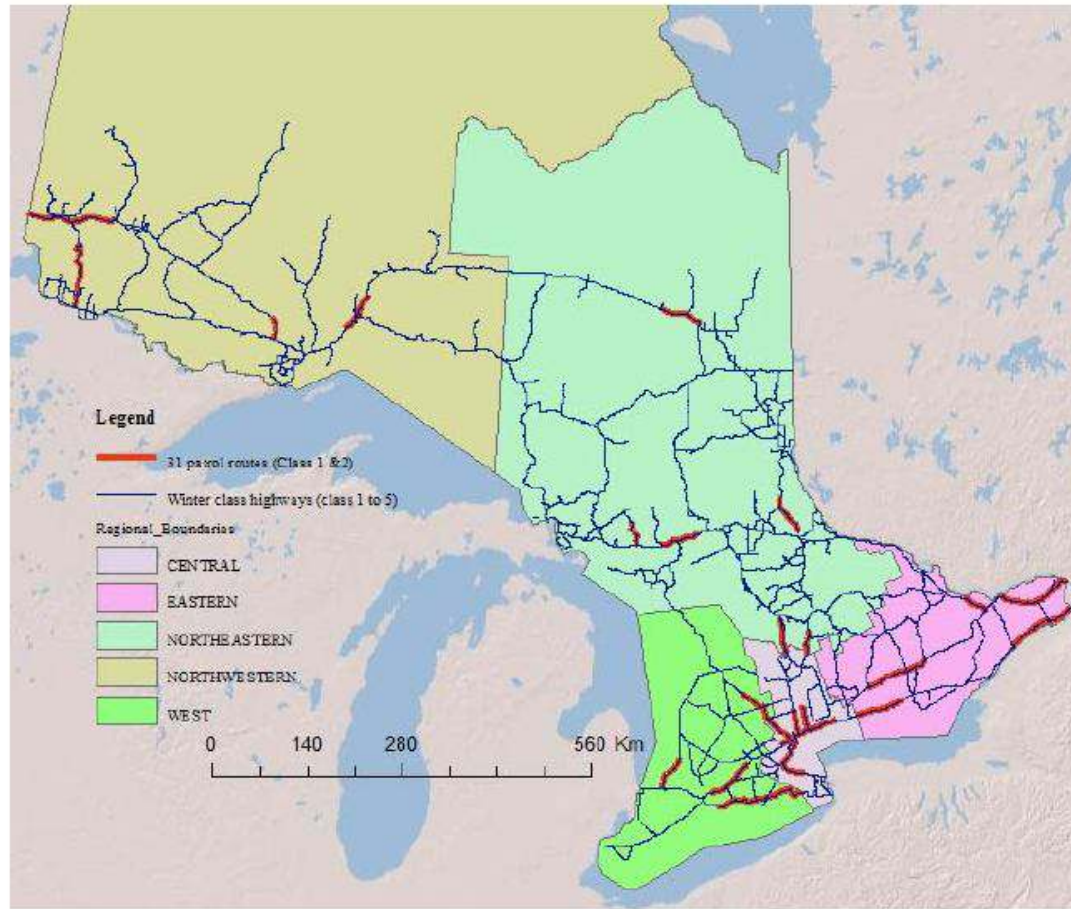 Legend
31 patrol routes (Class 1 &2)
Winter class highways (class 1 to 5)
Regional_Boundaries
CENTRAL
EASTERN
NORTHEASTERN
NORTHWESTERN
WEST
0 140 280 560 Km